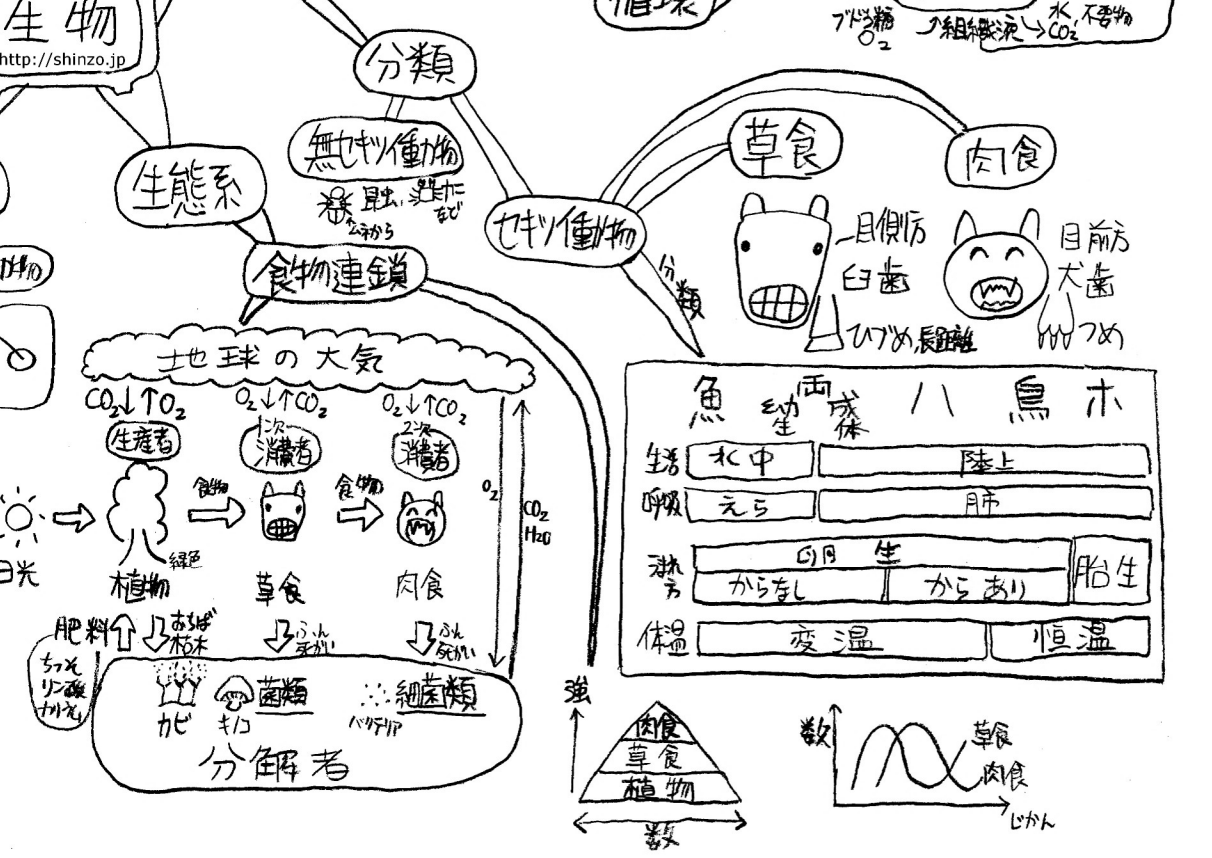 生物
http://shinzo.jp
分類
循環
ブドウ糖
O₂
組織液
水 不要物
CO₂
無セキツイ動物
昆虫、
など
生態系
セキツイ動物
草食
肉食
目側方
臼歯
ひづめ 長距離
目前方
犬歯
つめ
分類
食物連鎖
地球の大気
CO₂ O₂
O₂ CO₂
O₂ CO₂
生産者
1次
消費者
2次
消費者
食物
食物
O₂
CO₂
H₂O
日光
植物
緑色
草食
肉食
肥料
おちば
枯木
ふん
死がい
ふん
死がい
ちっそ
リン酸
カリウム
カビ
キノコ
菌類
バクテリア
細菌類
分解者
魚 両 ハ 鳥 ホ
幼生 成体
生活 水中 陸上
呼吸 えら 肺
うまれ方 卵生 胎生
からなし からあり
体温 変温 恒温
強
肉食
草食
植物
数
数
草食
肉食
じかん